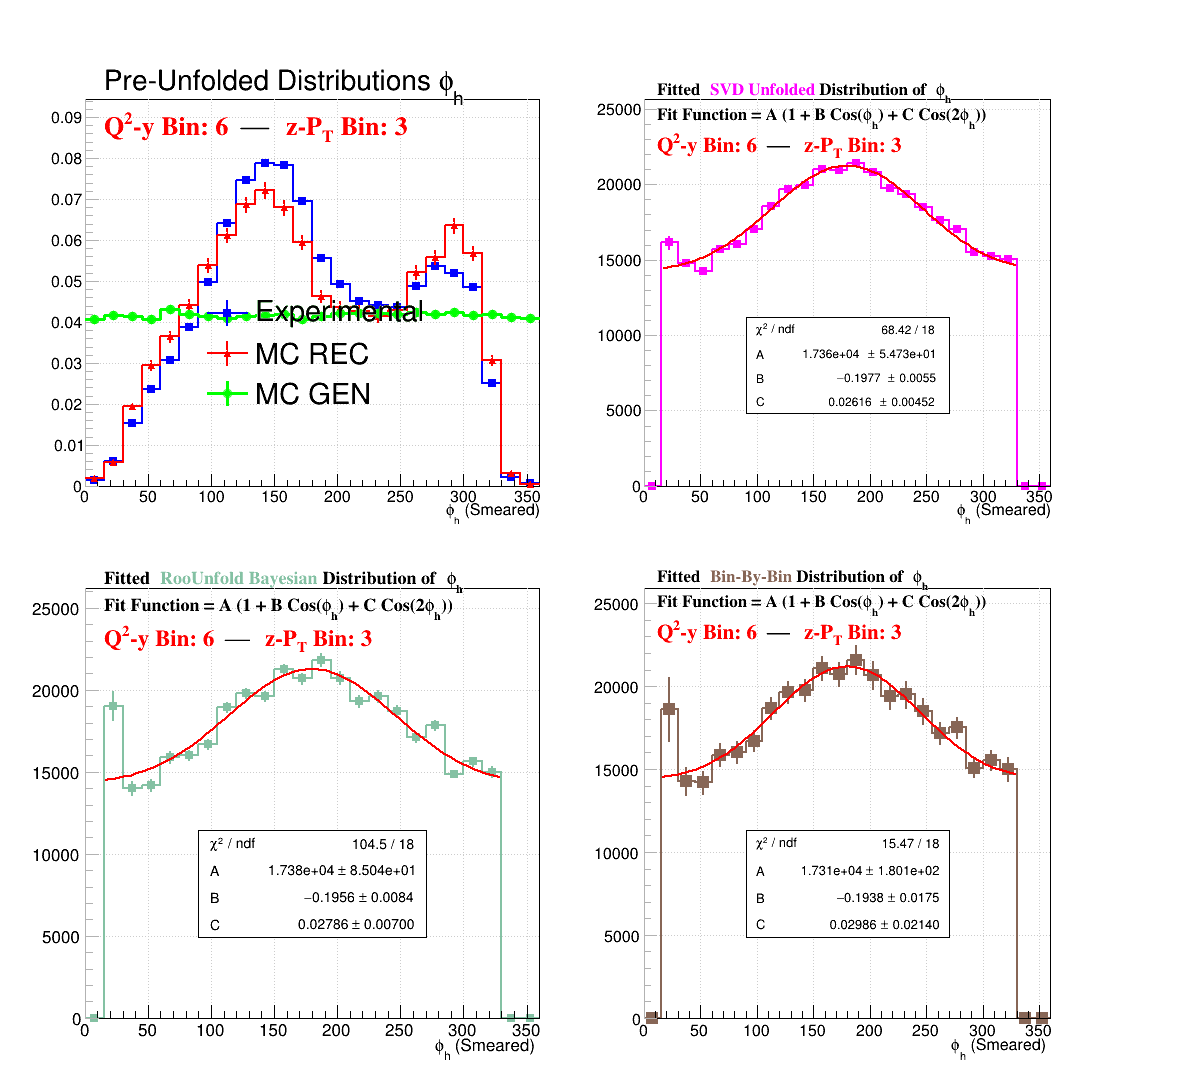 Pre-Unfolded Distributions ϕh
Q²-y Bin: 6 — z-PT Bin: 3
0.09
0.08
0.07
0.06
0.05
0.04
0.03
0.02
0.01
0
Experimental
MC REC
MC GEN
0 50 100 150 200 250 300 350
ϕh (Smeared)
Fitted SVD Unfolded Distribution of ϕh
Fit Function = A (1 + B Cos(ϕh) + C Cos(2ϕh))
Q²-y Bin: 6 — z-PT Bin: 3
25000
20000
15000
10000
5000
0
χ² / ndf 68.42 / 18
A 1.736e+04 ± 5.473e+01
B −0.1977 ± 0.0055
C 0.02616 ± 0.00452
0 50 100 150 200 250 300 350
ϕh (Smeared)
Fitted RooUnfold Bayesian Distribution of ϕh
Fit Function = A (1 + B Cos(ϕh) + C Cos(2ϕh))
Q²-y Bin: 6 — z-PT Bin: 3
25000
20000
15000
10000
5000
0
χ² / ndf 104.5 / 18
A 1.738e+04 ± 8.504e+01
B −0.1956 ± 0.0084
C 0.02786 ± 0.00700
0 50 100 150 200 250 300 350
ϕh (Smeared)
Fitted Bin-By-Bin Distribution of ϕh
Fit Function = A (1 + B Cos(ϕh) + C Cos(2ϕh))
Q²-y Bin: 6 — z-PT Bin: 3
25000
20000
15000
10000
5000
0
χ² / ndf 15.47 / 18
A 1.731e+04 ± 1.801e+02
B −0.1938 ± 0.0175
C 0.02986 ± 0.02140
0 50 100 150 200 250 300 350
ϕh (Smeared)